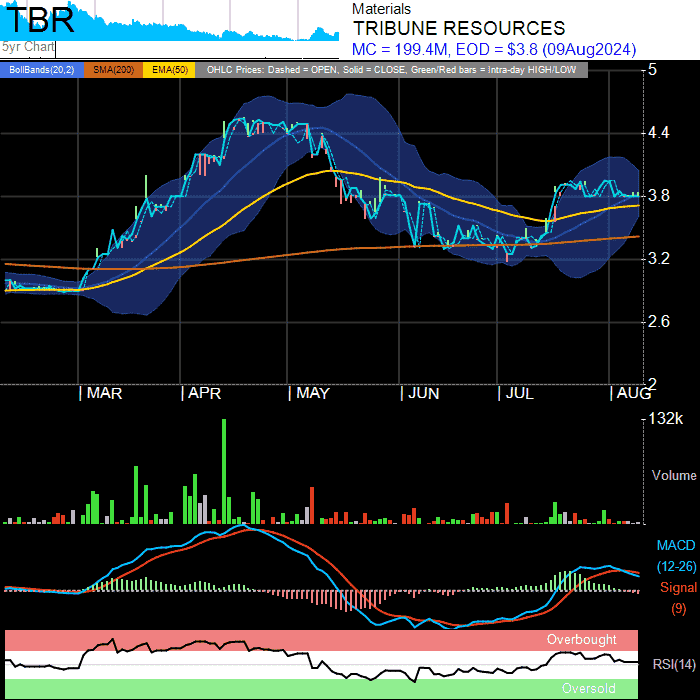 TBR
5yr Chart
Materials
TRIBUNE RESOURCES
MC = 199.4M, EOD = $3.8 (09Aug2024)
BollBands(20,2) SMA(200) EMA(50) OHLC Prices: Dashed = OPEN, Solid = CLOSE, Green/Red bars = Intra-day HIGH/LOW
5
4.4
3.8
3.2
2.6
2
| MAR | APR | MAY | JUN | JUL | AUG
132k
Volume
MACD
(12-26)
Signal
(9)
Overbought
RSI(14)
Oversold